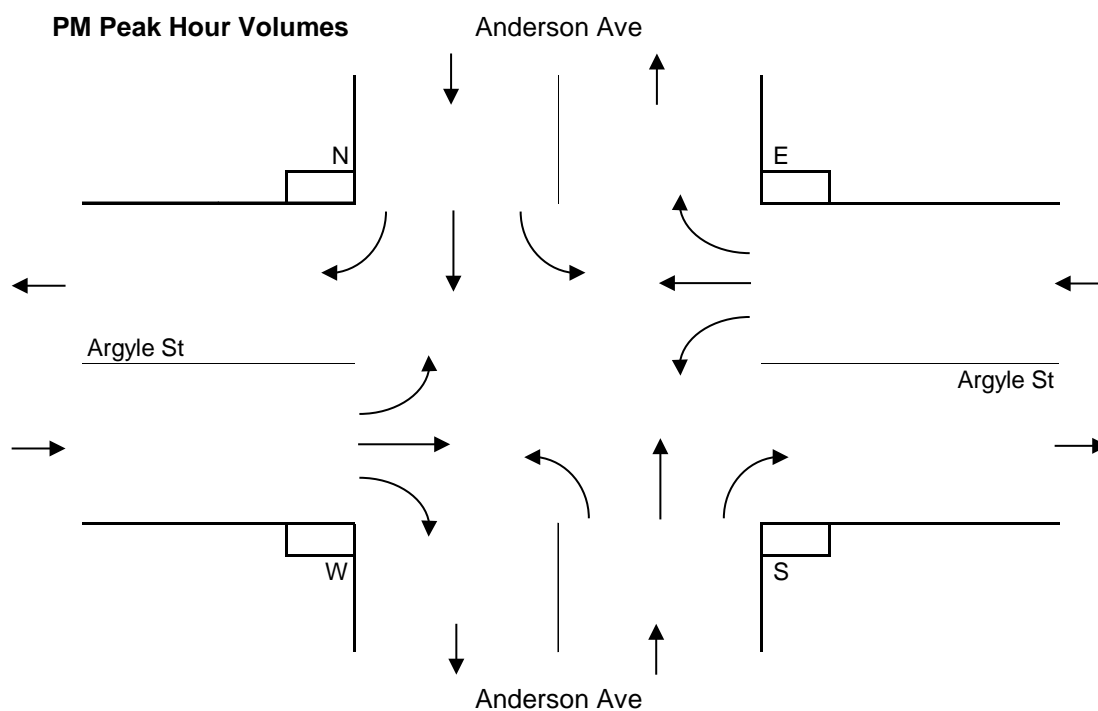 PM Peak Hour Volumes
Anderson Ave
N
E
Argyle St
Argyle St
W
S
Anderson Ave